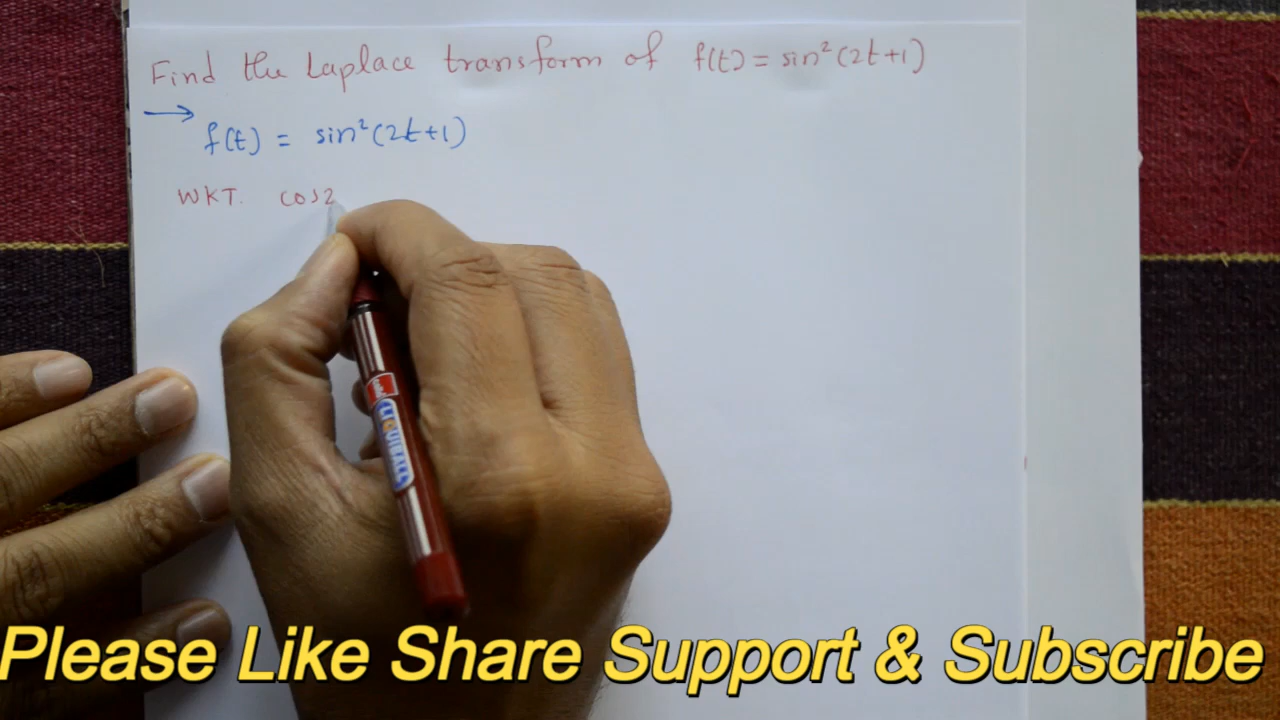 Find the Laplace transform of f(t) = sin²(2t+1)
→ f(t) = sin²(2t+1)
WKT. cos2
Please Like Share Support & Subscribe